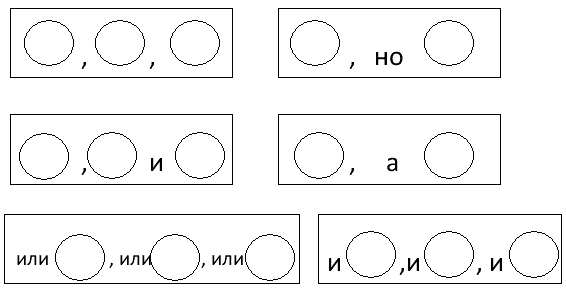 , , , но
, и , а
или , или , или и , и , и